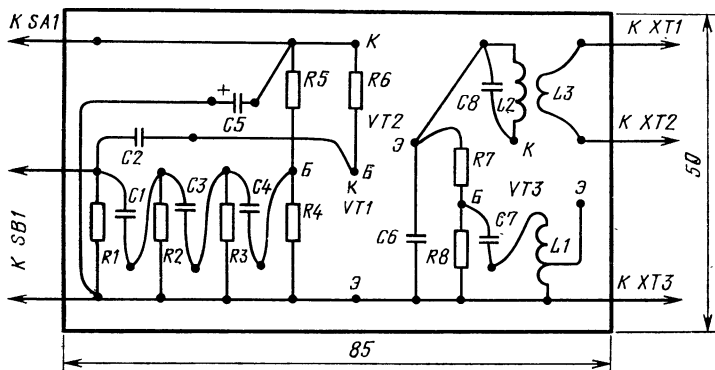 К SA1
К
К XT1
R5
R6
C8
L2
L3
+
C5
VT2
C2
Э
К
К XT2
R7
Б
Б
К
VT1
Б
VT3
Э
50
C1
C3
C4
К SB1
R1
R2
R3
R4
C6
R8
C7
L1
Э
К XT3
85